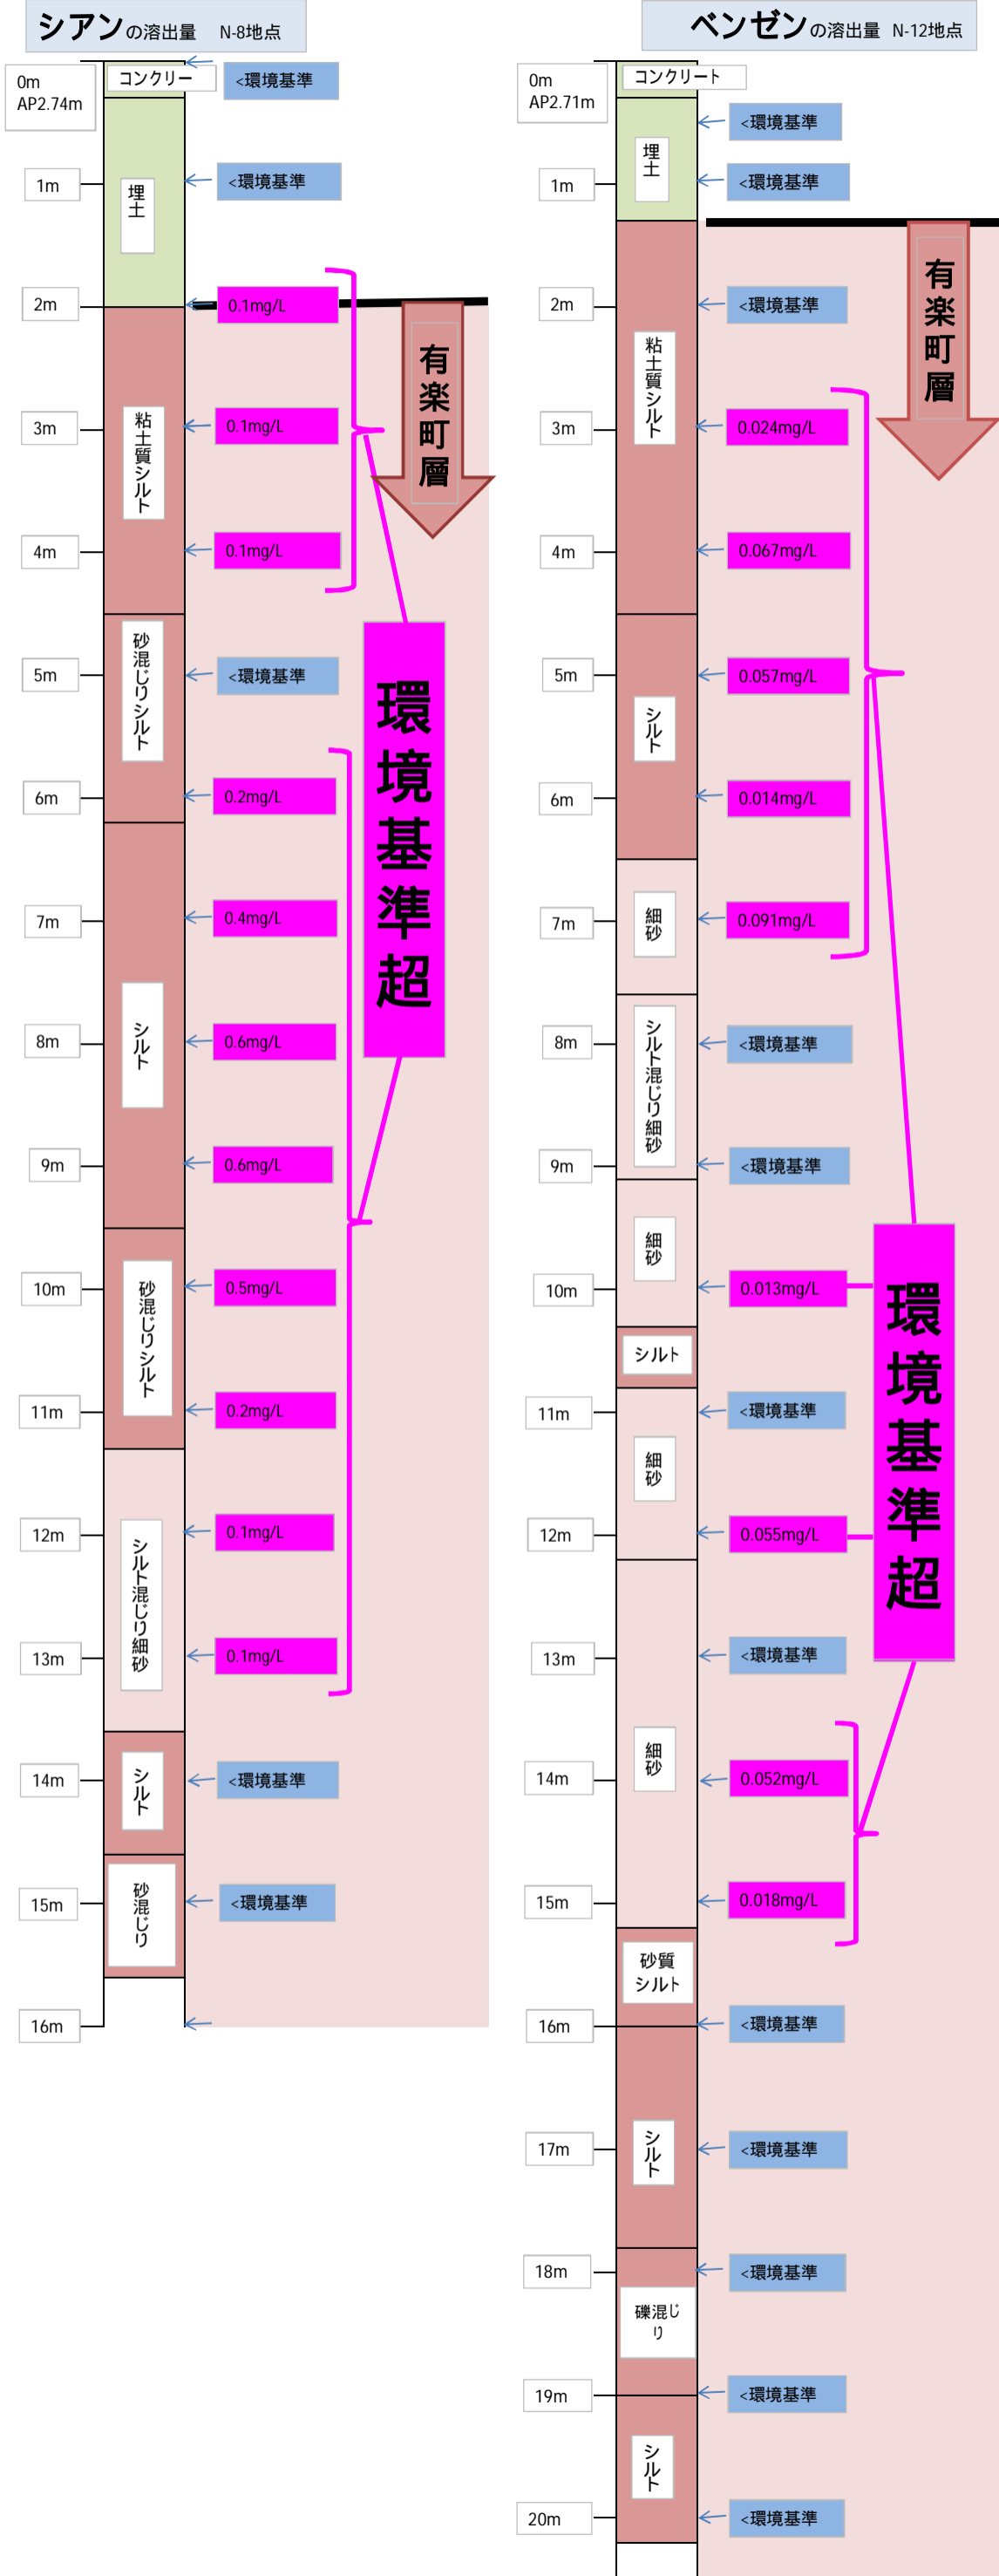 シアンの溶出量 N-8地点
0m
AP2.74m
コンクリー
<環境基準
埋土
1m
<環境基準
2m
0.1mg/L
有楽町層
粘土質シルト
3m
0.1mg/L
4m
0.1mg/L
環境基準超
砂混じりシルト
5m
<環境基準
6m
0.2mg/L
シルト
7m
0.4mg/L
8m
0.6mg/L
9m
0.6mg/L
砂混じりシルト
10m
0.5mg/L
11m
0.2mg/L
シルト混じり細砂
12m
0.1mg/L
13m
0.1mg/L
シルト
14m
<環境基準
砂混じり
15m
<環境基準
16m
ベンゼンの溶出量 N-12地点
0m
AP2.71m
コンクリート
<環境基準
埋土
1m
<環境基準
有楽町層
2m
<環境基準
粘土質シルト
3m
0.024mg/L
4m
0.067mg/L
5m
0.057mg/L
シルト
6m
0.014mg/L
細砂
7m
0.091mg/L
シルト混じり細砂
8m
<環境基準
9m
<環境基準
細砂
10m
0.013mg/L
環境基準超
シルト
11m
<環境基準
細砂
12m
0.055mg/L
13m
<環境基準
細砂
14m
0.052mg/L
15m
0.018mg/L
砂質
シルト
16m
<環境基準
シルト
17m
<環境基準
18m
<環境基準
礫混じ
り
19m
<環境基準
シルト
20m
<環境基準